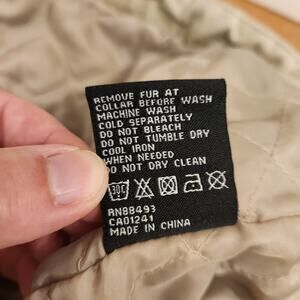 REMOVE FUR AT
COLLAR BEFORE WASH
MACHINE WASH
COLD SEPARATELY
DO NOT BLEACH
DO NOT TUMBLE DRY
COOL IRON
WHEN NEEDED
DO NOT DRY CLEAN
30C
RN88493
CA01241
MADE IN CHINA